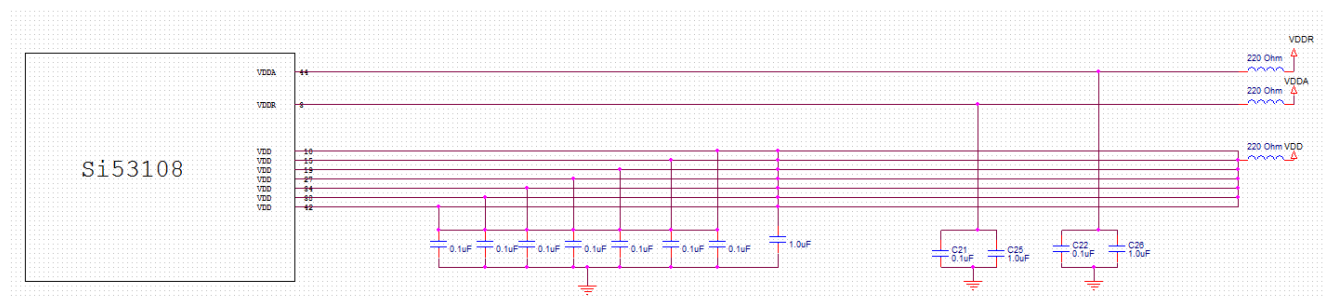 VDDR
220 Ohm
VDDA 44
VDDA
220 Ohm
VDDR 8
220 Ohm VDD
VDD 10
VDD 15
VDD 19
VDD 27
VDD 34
VDD 38
VDD 42
Si53108
0.1uF 0.1uF 0.1uF 0.1uF 0.1uF 0.1uF 0.1uF 1.0uF
C21 C25 C22 C26
0.1uF 1.0uF 0.1uF 1.0uF